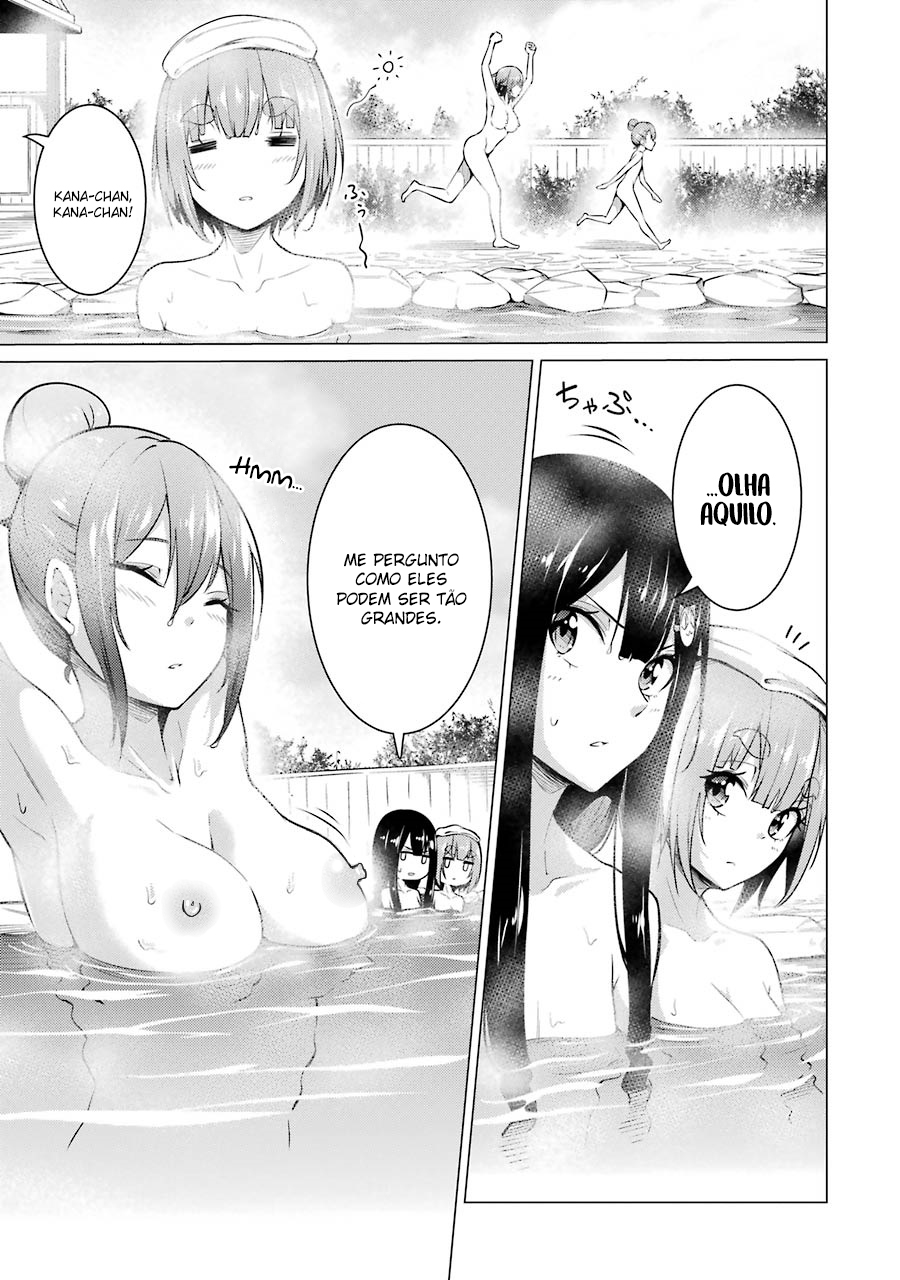 KANA-CHAN,
KANA-CHAN!
ふぅ
ちゃぷ…
...OLHA
AQUILO.
ME PERGUNTO
COMO ELES
PODEM SER TÃO
GRANDES.
HMM...